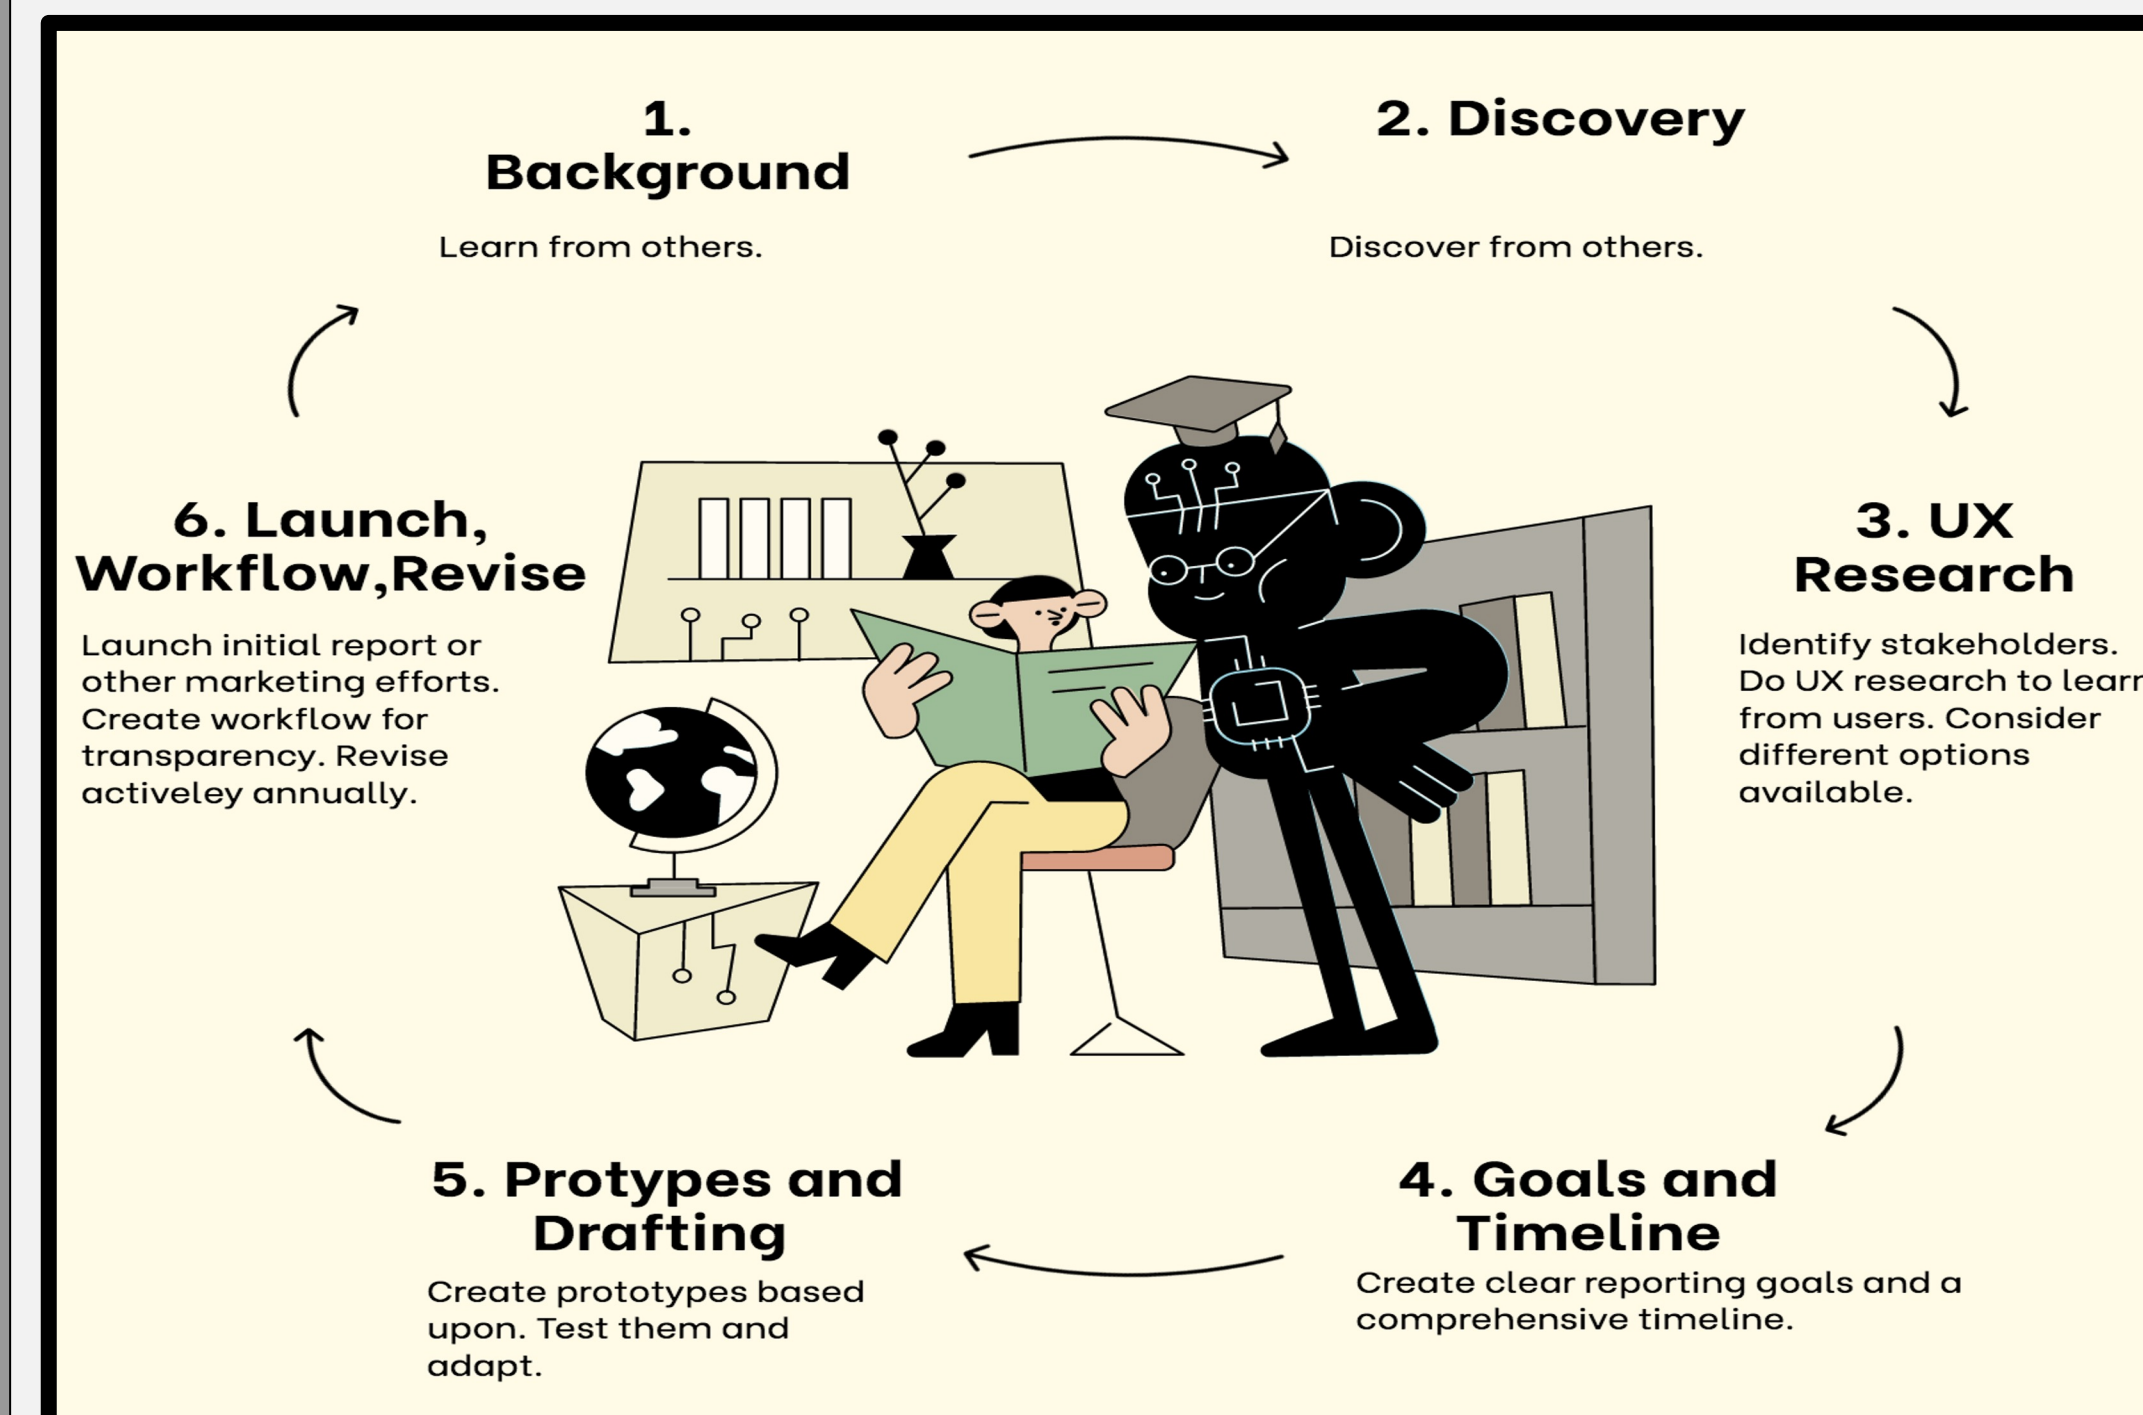 1.
Background
Learn from others.
2. Discovery
Discover from others.
3. UX
Research
Identify stakeholders.
Do UX research to learn
from users. Consider
different options
available.
4. Goals and
Timeline
Create clear reporting goals and a
comprehensive timeline.
5. Protypes and
Drafting
Create prototypes based
upon. Test them and
adapt.
6. Launch,
Workflow,Revise
Launch initial report or
other marketing efforts.
Create workflow for
transparency. Revise
activeley annually.